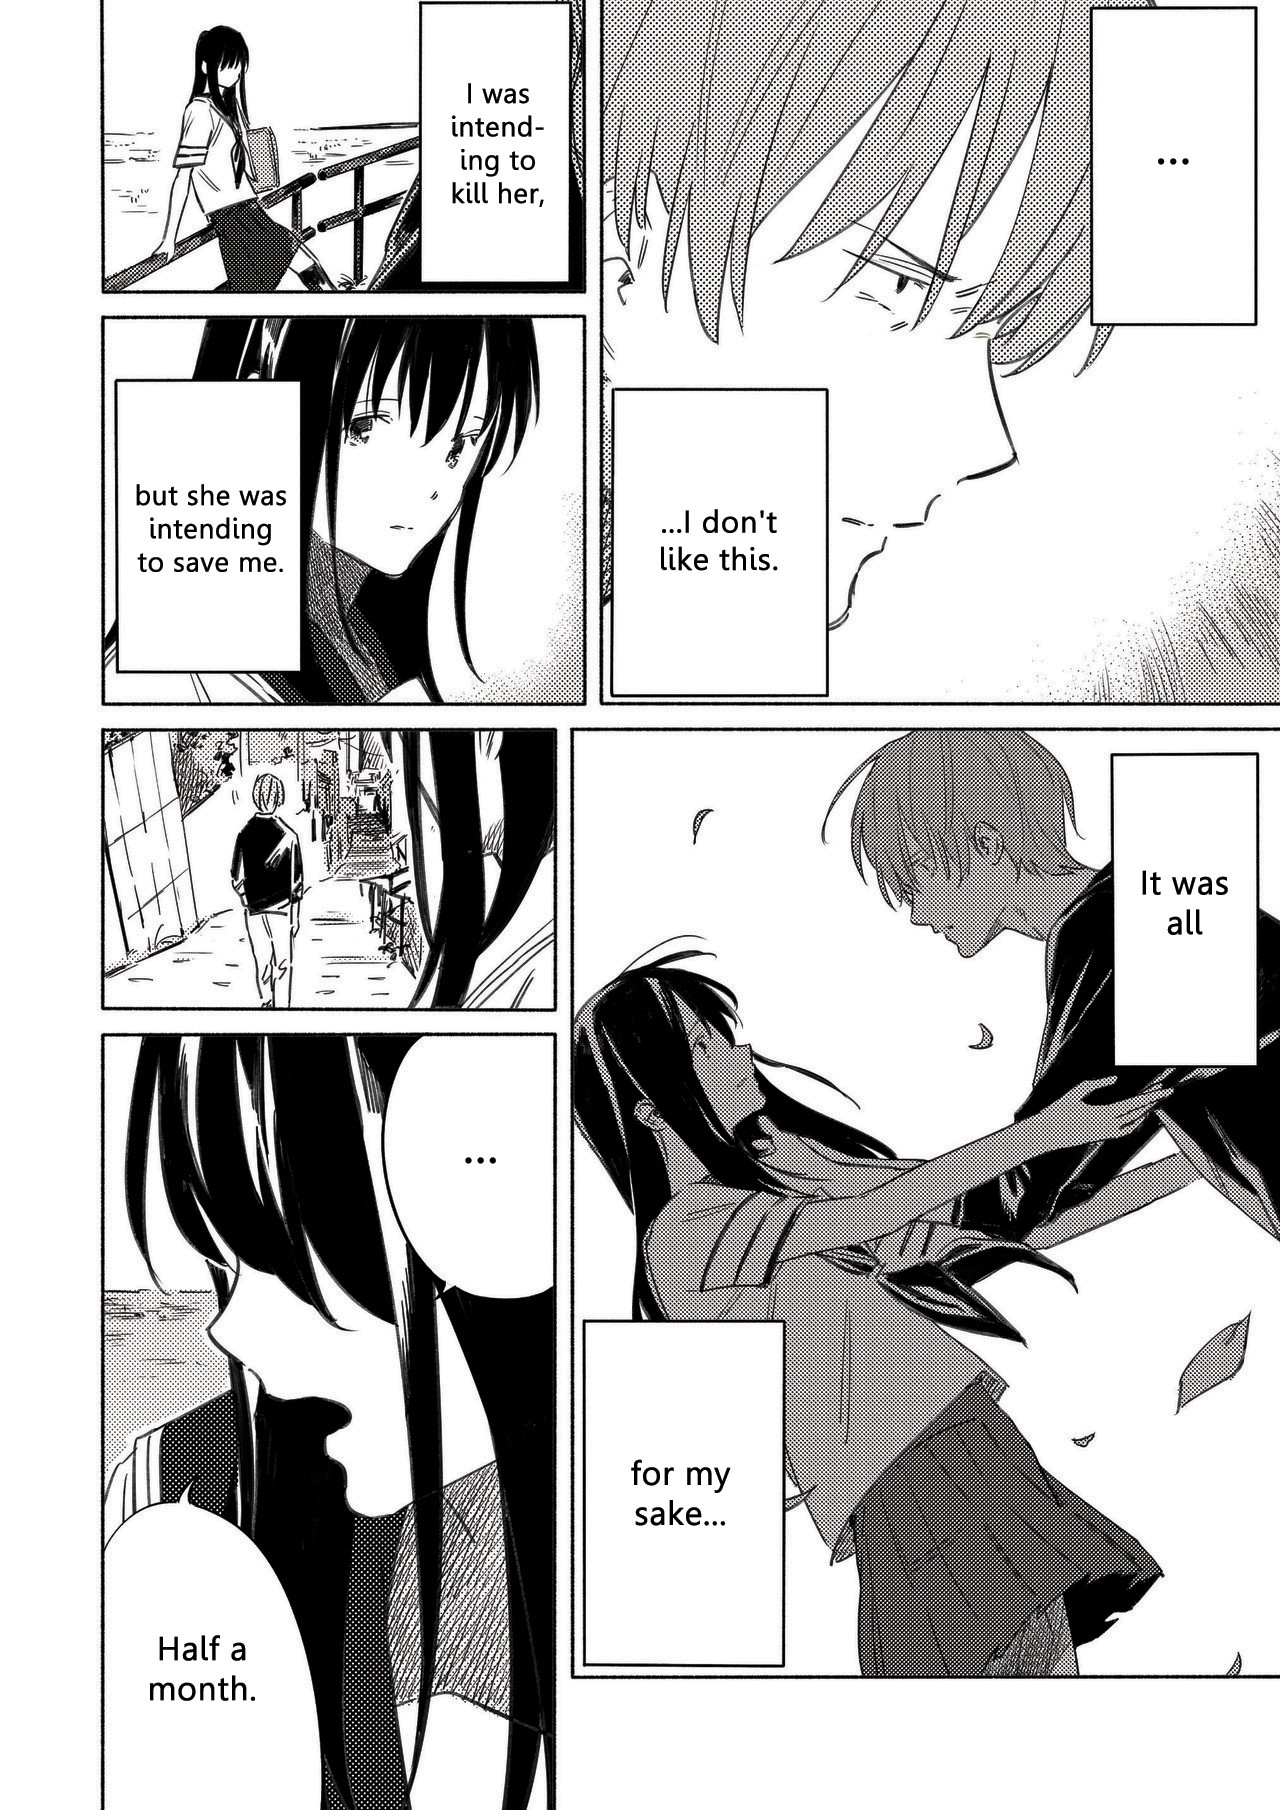 ...
...I don't
like this.
I was
intend-
ing to
kill her,
but she was
intending
to save me.
It was
all
for my
sake...
...
Half a
month.